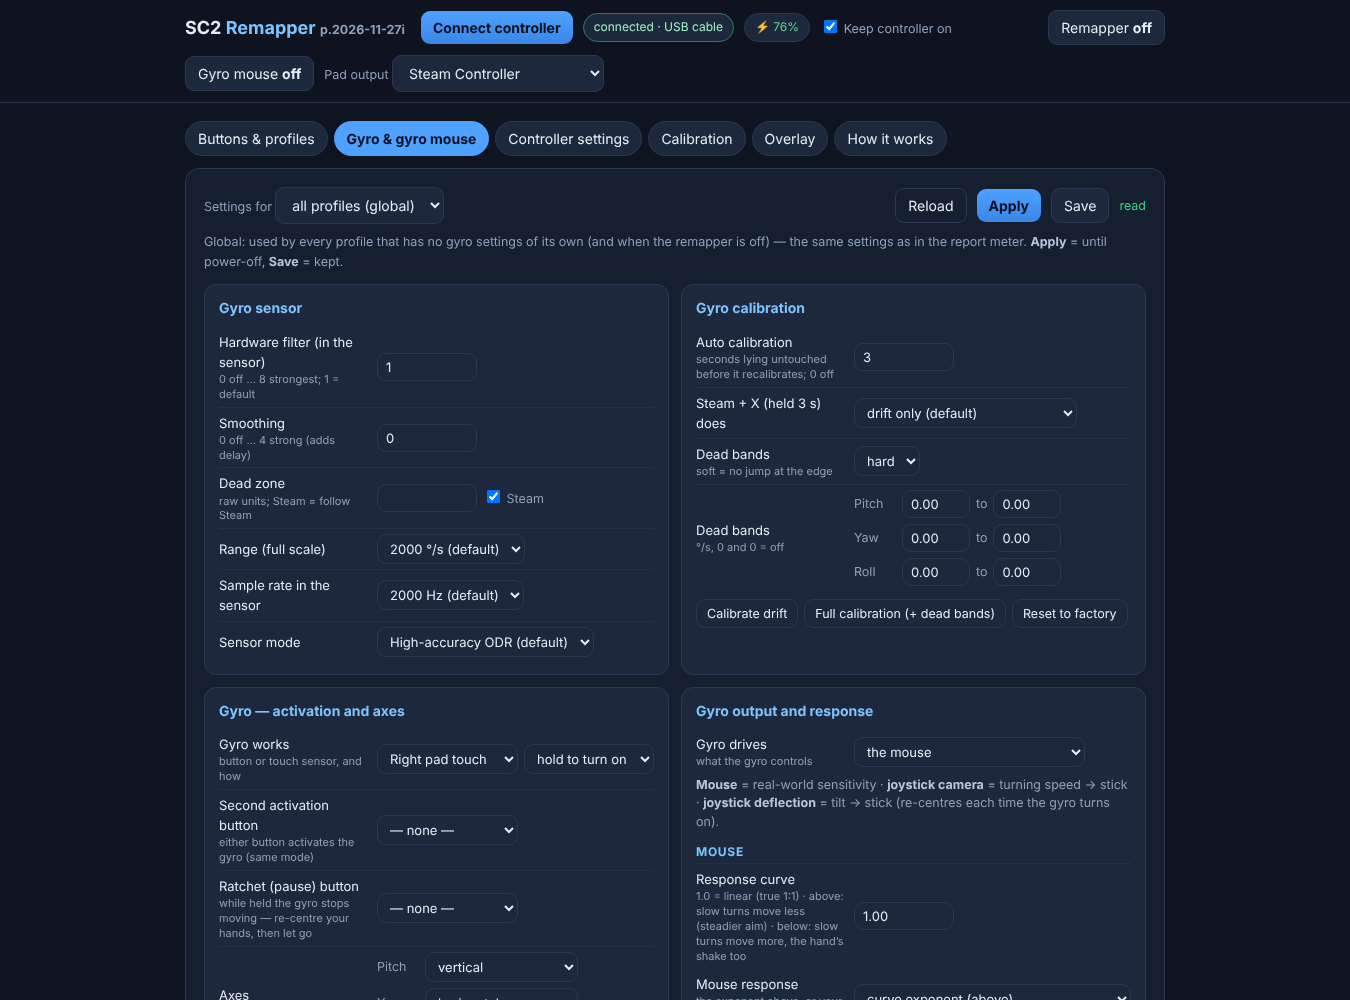 SC2 Remapper p.2026-11-27i
Connect controller
connected · USB cable
⚡ 76%
Keep controller on
Remapper off
Gyro mouse off
Pad output
Steam Controller
Buttons & profiles
Gyro & gyro mouse
Controller settings
Calibration
Overlay
How it works
Settings for
all profiles (global)
Reload
Apply
Save
read
Global: used by every profile that has no gyro settings of its own (and when the remapper is off) — the same settings as in the report meter. Apply = until
power-off, Save = kept.
Gyro sensor
Hardware filter (in the
sensor)
0 off ... 8 strongest; 1 =
default
1
Smoothing
0 off ... 4 strong (adds
delay)
0
Dead zone
raw units; Steam = follow
Steam
Steam
Range (full scale)
2000 °/s (default)
Sample rate in the
sensor
2000 Hz (default)
Sensor mode
High-accuracy ODR (default)
Gyro calibration
Auto calibration
seconds lying untouched
before it recalibrates; 0 off
3
Steam + X (held 3 s)
does
drift only (default)
Dead bands
soft = no jump at the edge
hard
Dead bands
°/s, 0 and 0 = off
Pitch 0.00 to 0.00
Yaw 0.00 to 0.00
Roll 0.00 to 0.00
Calibrate drift
Full calibration (+ dead bands)
Reset to factory
Gyro — activation and axes
Gyro works
button or touch sensor, and
how
Right pad touch
hold to turn on
Second activation
button
either button activates the
gyro (same mode)
— none —
Ratchet (pause) button
while held the gyro stops
moving — re-centre your
hands, then let go
— none —
Pitch vertical
Axes
Gyro output and response
Gyro drives
what the gyro controls
the mouse
Mouse = real-world sensitivity · joystick camera = turning speed → stick
· joystick deflection = tilt → stick (re-centres each time the gyro turns
on).
MOUSE
Response curve
1.0 = linear (true 1:1) · above:
slow turns move less
(steadier aim) · below: slow
turns move more, the hand's
shake too
1.00
Mouse response
curve exponent (above)